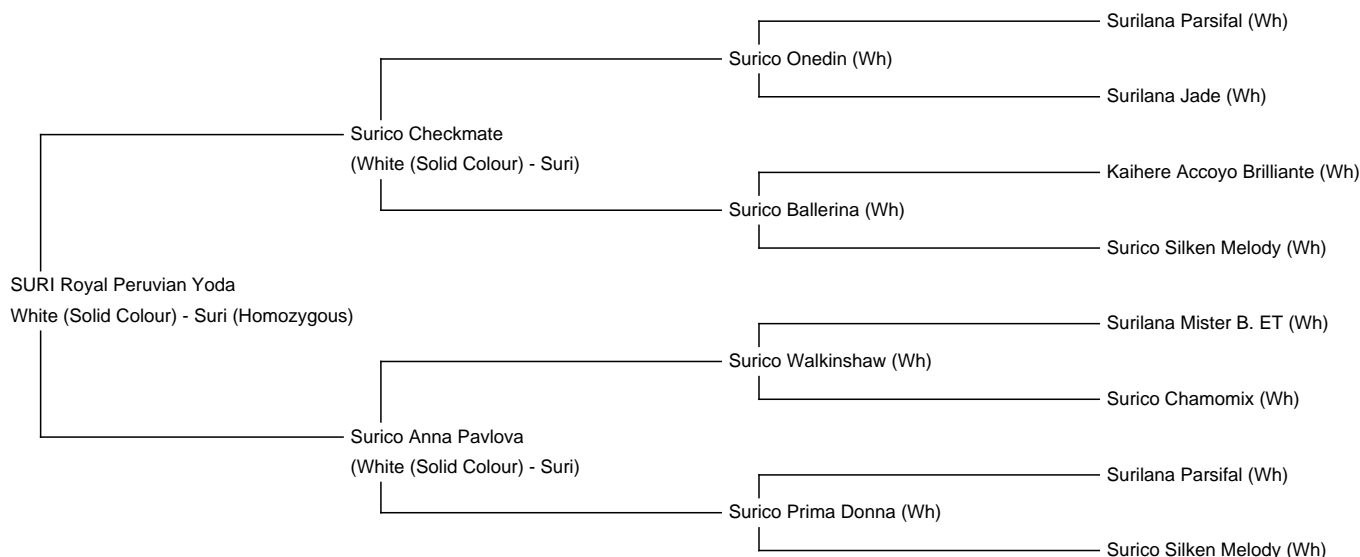 Surilana Parsifal (Wh)
Surico Onedin (Wh)
Surilana Jade (Wh)
Surico Checkmate
(White (Solid Colour) - Suri)
Kaihere Accoyo Brilliante (Wh)
Surico Ballerina (Wh)
Surico Silken Melody (Wh)
SURI Royal Peruvian Yoda
White (Solid Colour) - Suri (Homozygous)
Surilana Mister B. ET (Wh)
Surico Walkinshaw (Wh)
Surico Chamomix (Wh)
Surico Anna Pavlova
(White (Solid Colour) - Suri)
Surilana Parsifal (Wh)
Surico Prima Donna (Wh)
Surico Silken Melody (Wh)